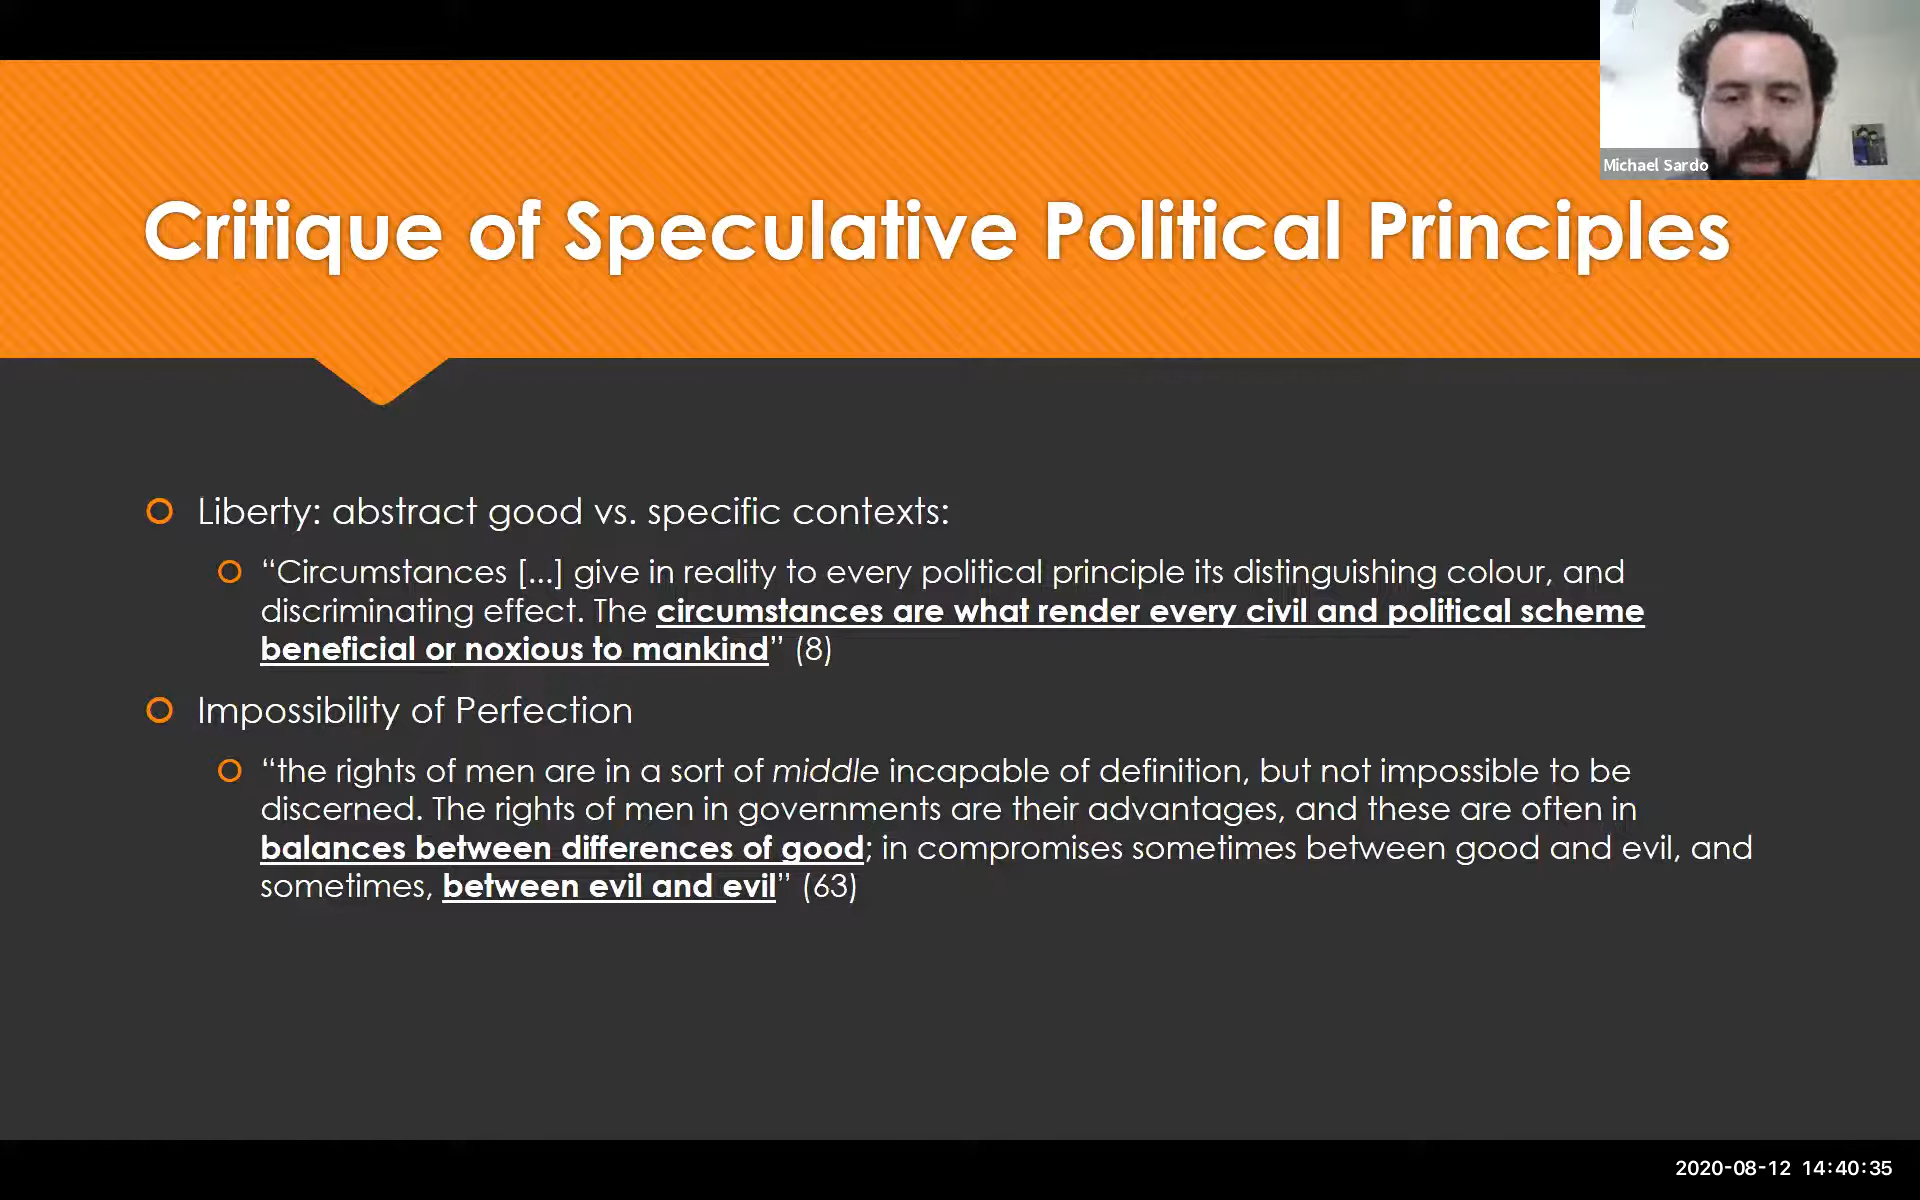 Michael Sardo
Critique of Speculative Political Principles
Liberty: abstract good vs. specific contexts:
“Circumstances [...] give in reality to every political principle its distinguishing colour, and
discriminating effect. The circumstances are what render every civil and political scheme
beneficial or noxious to mankind” (8)
Impossibility of Perfection
“the rights of men are in a sort of middle incapable of definition, but not impossible to be
discerned. The rights of men in governments are their advantages, and these are often in
balances between differences of good; in compromises sometimes between good and evil, and
sometimes, between evil and evil” (63)
2020-08-12 14:40:35